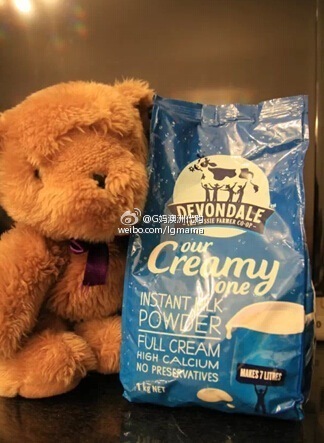 DEVONDALE
AUSSIE FARMER CO-OP
@G妈澳洲代购
weibo.com/lgmama
our
Creamy
one
INSTANT MILK
POWDER
FULL CREAM
HIGH CALCIUM
NO PRESERVATIVES
MAKES 7 LITRES
1kg NET